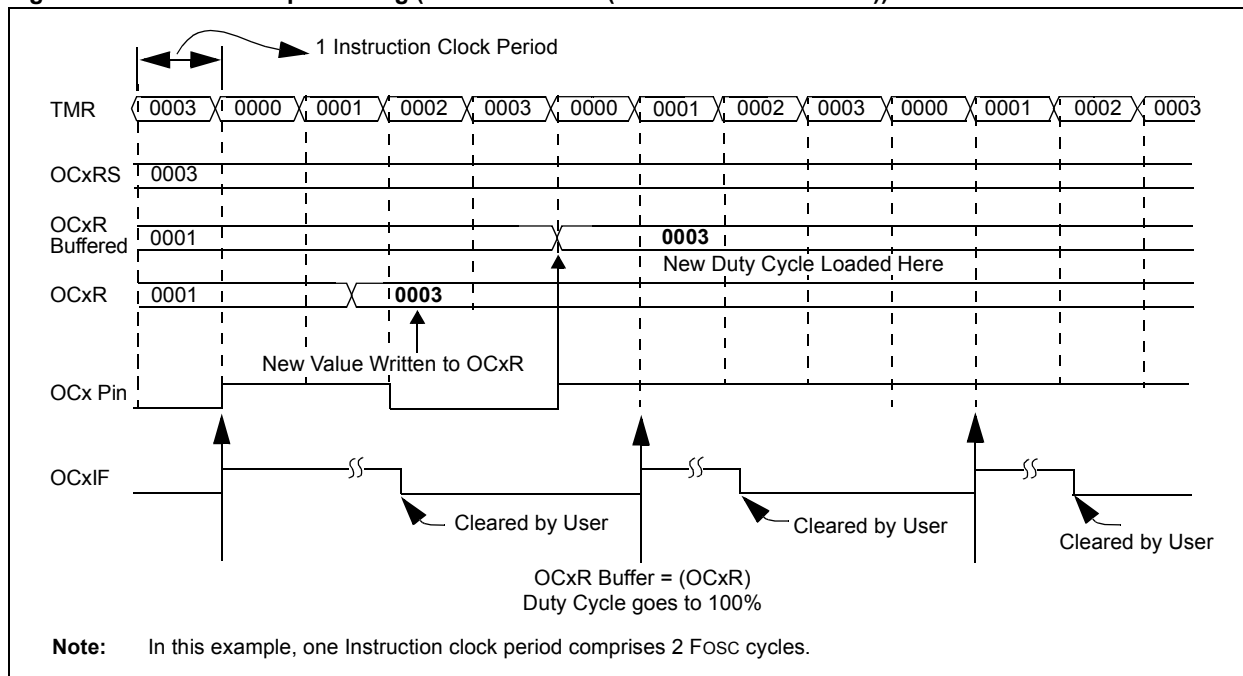 1 Instruction Clock Period
TMR 0003 0000 0001 0002 0003 0000 0001 0002 0003 0000 0001 0002 0003
OCxRS 0003
OCxR
Buffered 0001 0003
New Duty Cycle Loaded Here
OCxR 0001 0003
New Value Written to OCxR
OCx Pin
OCxIF
Cleared by User Cleared by User Cleared by User
OCxR Buffer = (OCxR)
Duty Cycle goes to 100%
Note: In this example, one Instruction clock period comprises 2 FOSC cycles.